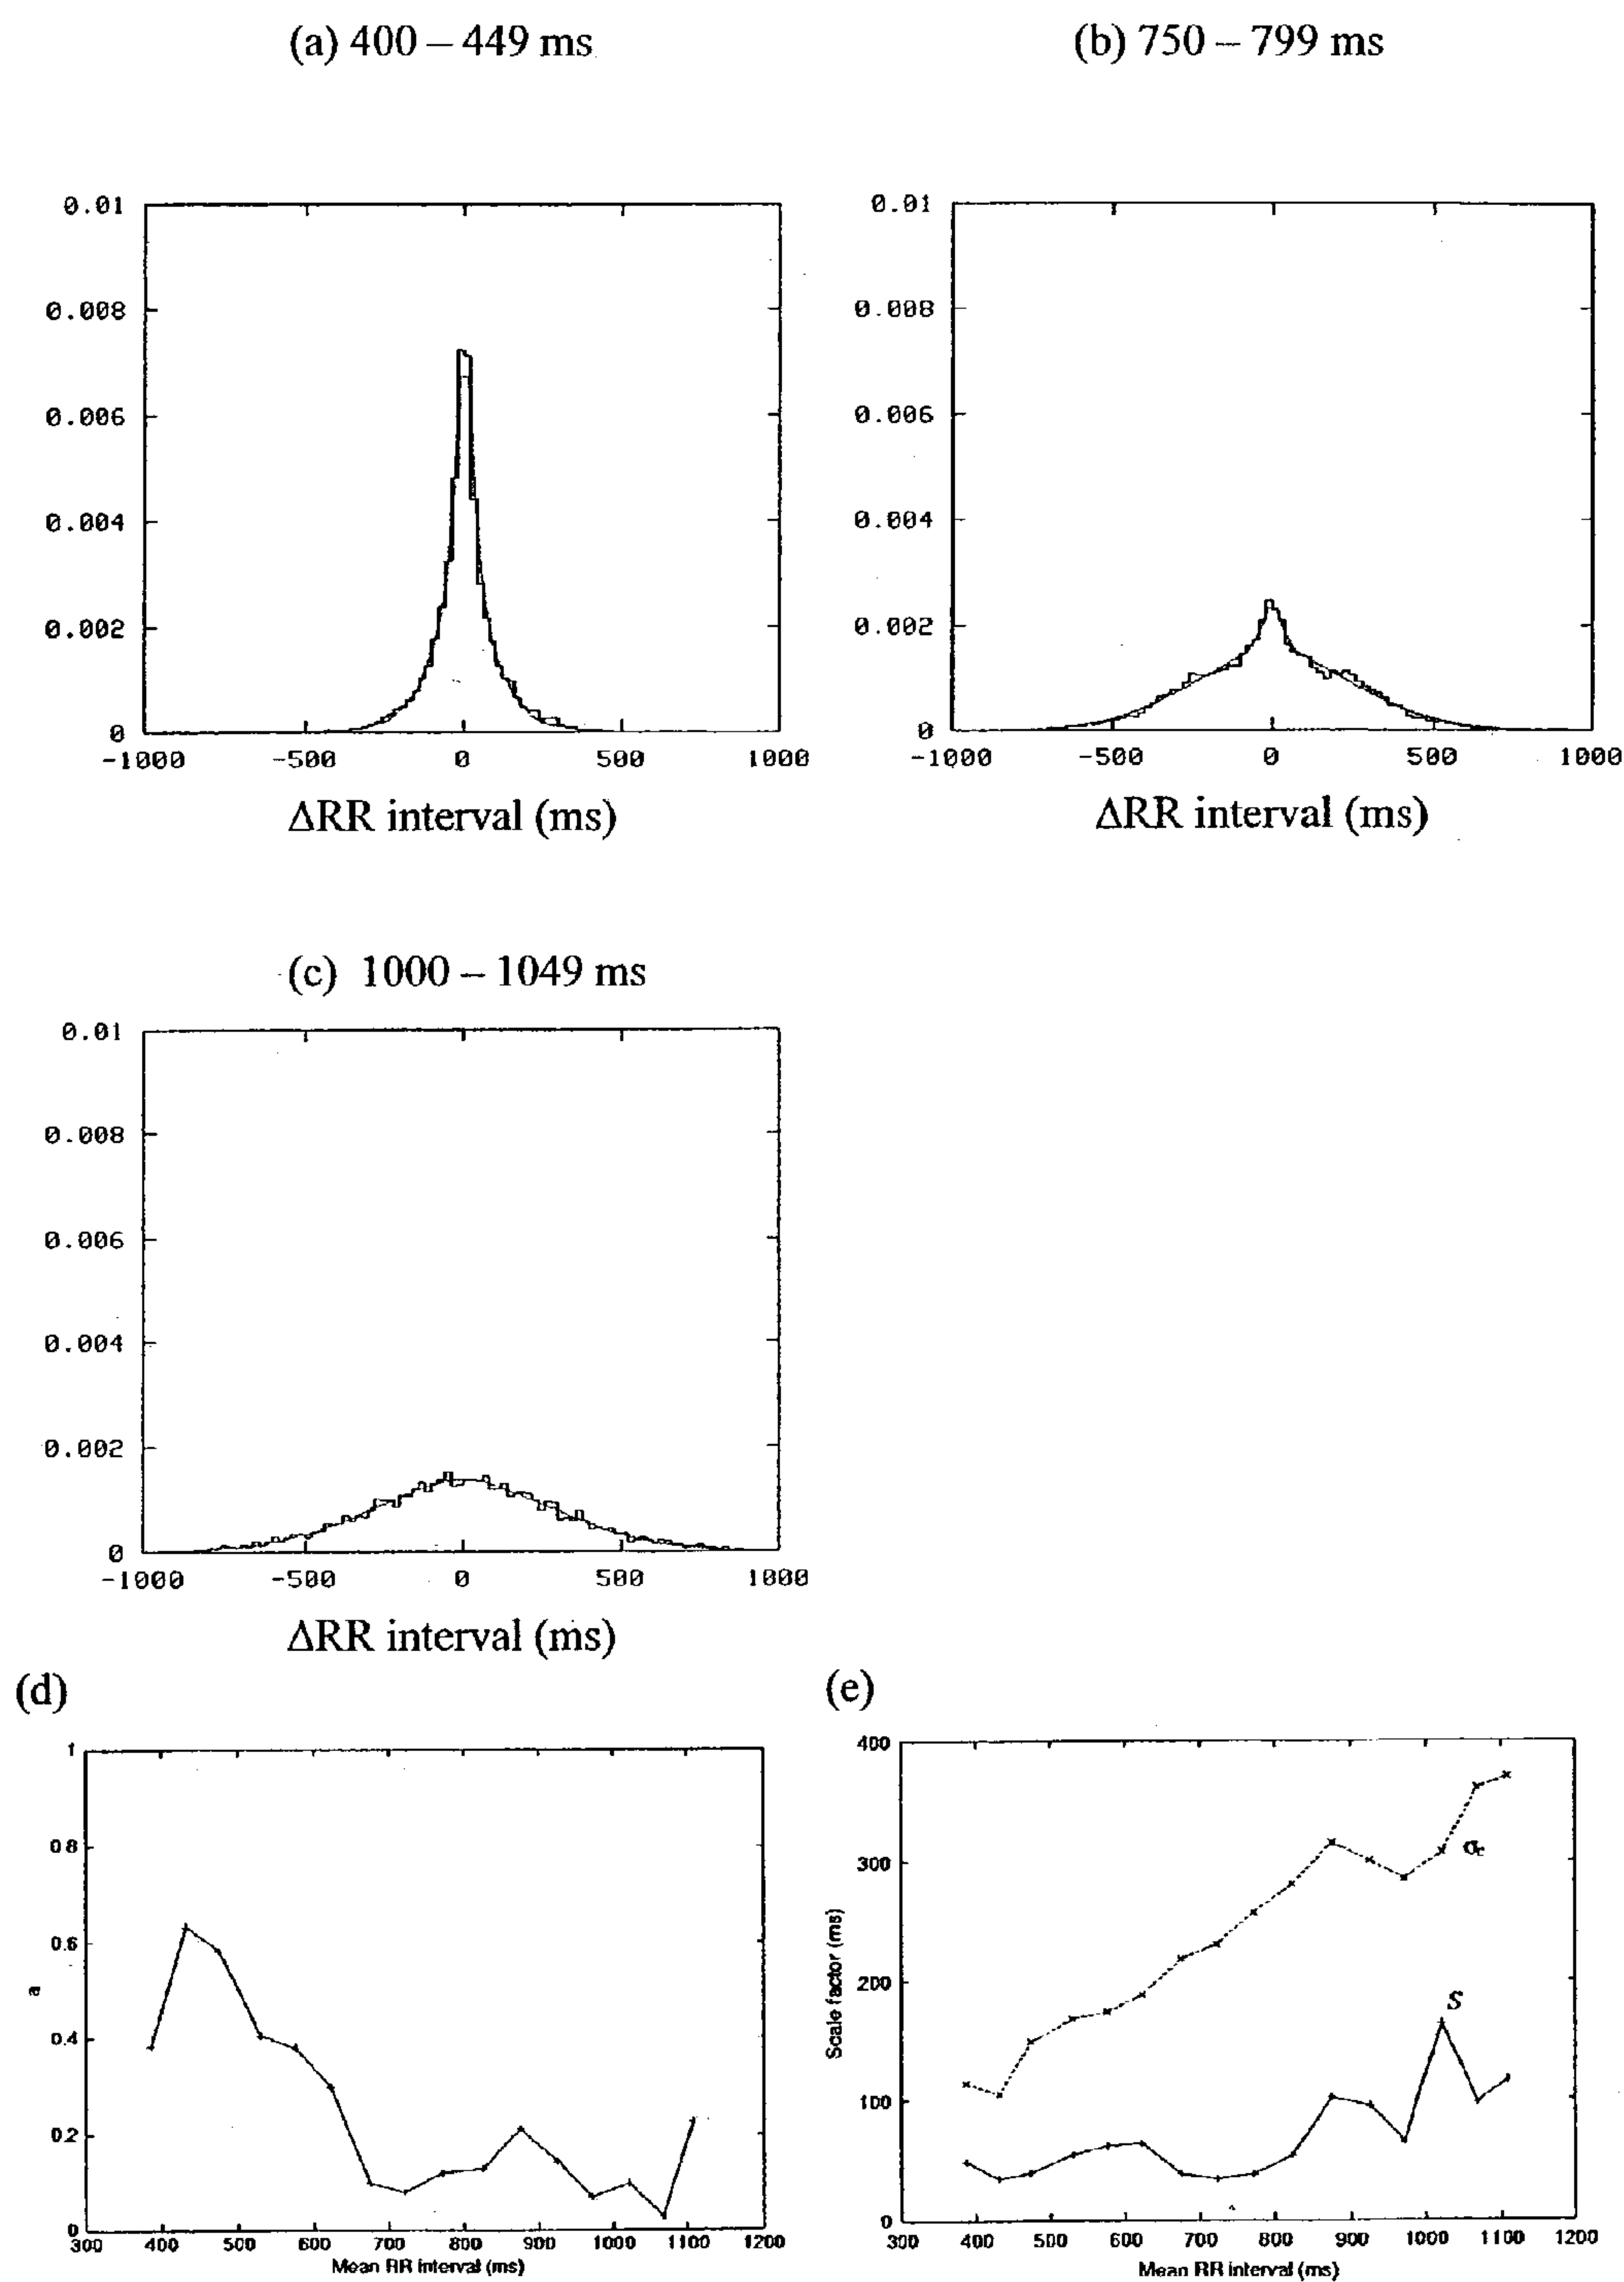 (a) 400 – 449 ms
(b) 750 – 799 ms
0.01
0.008
0.006
0.004
0.002
0
-1000 -500 0 500 1000
ΔRR interval (ms)
0.01
0.008
0.006
0.004
0.002
0
-1000 -500 0 500 1000
ΔRR interval (ms)
(c) 1000 – 1049 ms
0.01
0.008
0.006
0.004
0.002
0
-1000 -500 0 500 1000
ΔRR interval (ms)
(d)
1
0.8
0.6
0.4
0.2
0
a
300 400 500 600 700 800 900 1000 1100 1200
Mean RR interval (ms)
(e)
400
300
200
100
0
Scale factor (ms)
σ
S
300 400 500 600 700 800 900 1000 1100 1200
Mean RR interval (ms)